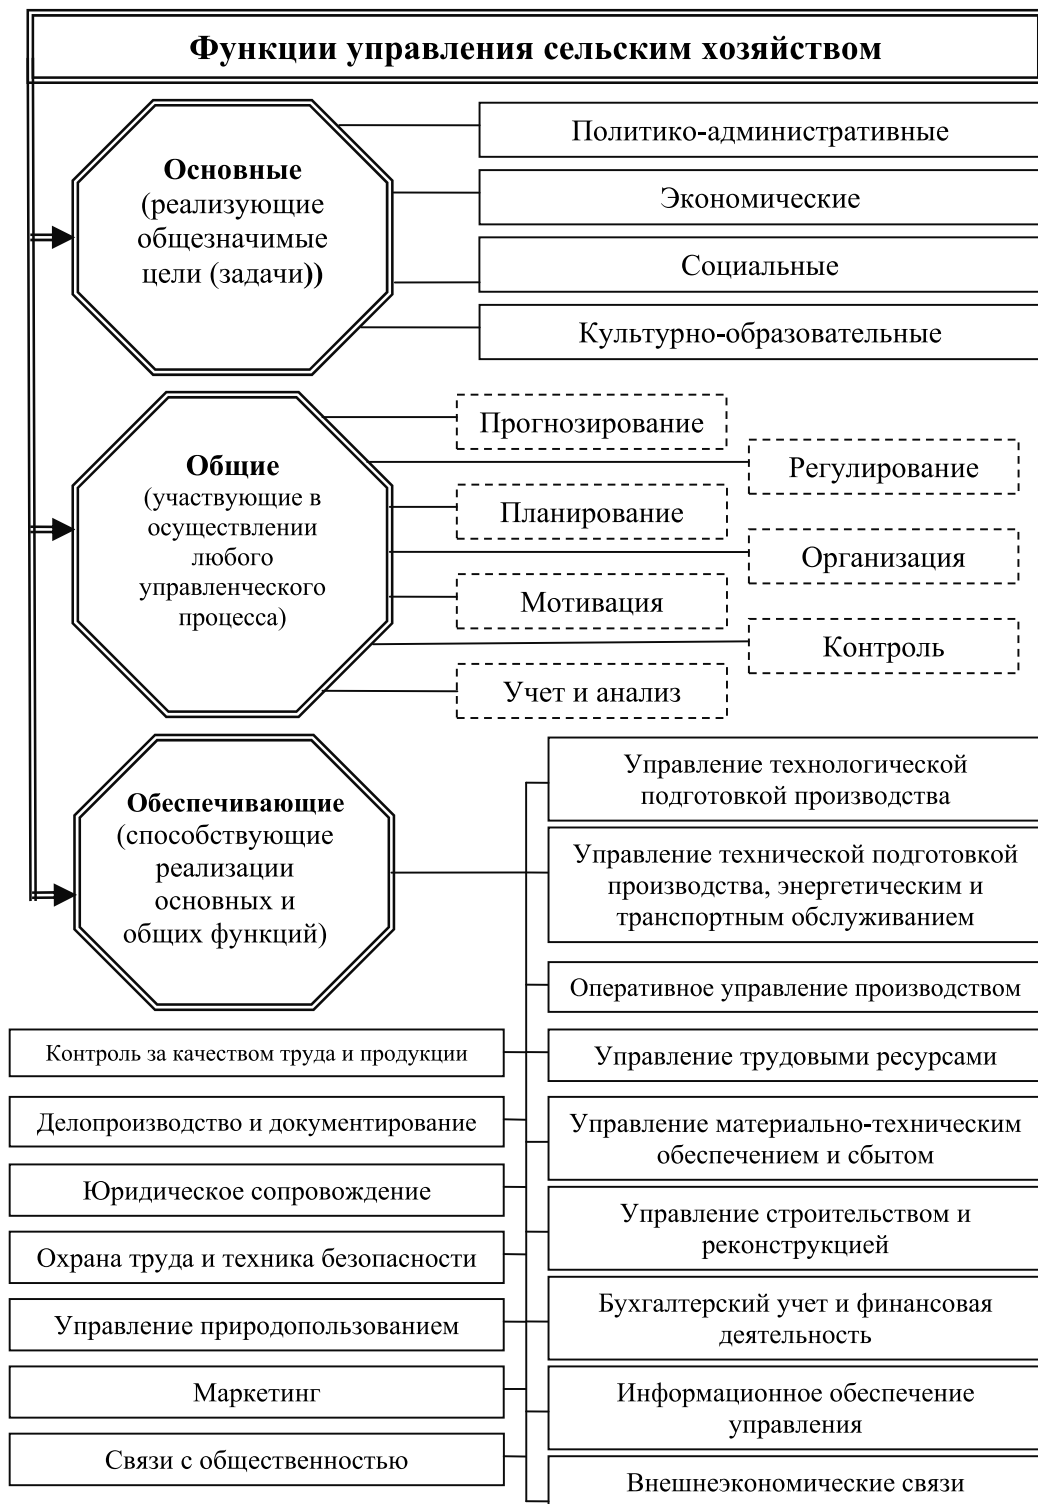 Функции управления сельским хозяйством
Основные
(реализующие
общезначимые
цели (задачи))
Политико-административные
Экономические
Социальные
Культурно-образовательные
Общие
(участвующие в
осуществлении
любого
управленческого
процесса)
Прогнозирование
Регулирование
Планирование
Организация
Мотивация
Контроль
Учет и анализ
Обеспечивающие
(способствующие
реализации
основных и
общих функций)
Управление технологической
подготовкой производства
Управление технической подготовкой
производства, энергетическим и
транспортным обслуживанием
Оперативное управление производством
Контроль за качеством труда и продукции
Управление трудовыми ресурсами
Делопроизводство и документирование
Управление материально-техническим
обеспечением и сбытом
Юридическое сопровождение
Управление строительством и
реконструкцией
Охрана труда и техника безопасности
Бухгалтерский учет и финансовая
деятельность
Управление природопользованием
Маркетинг
Информационное обеспечение
управления
Связи с общественностью
Внешнеэкономические связи